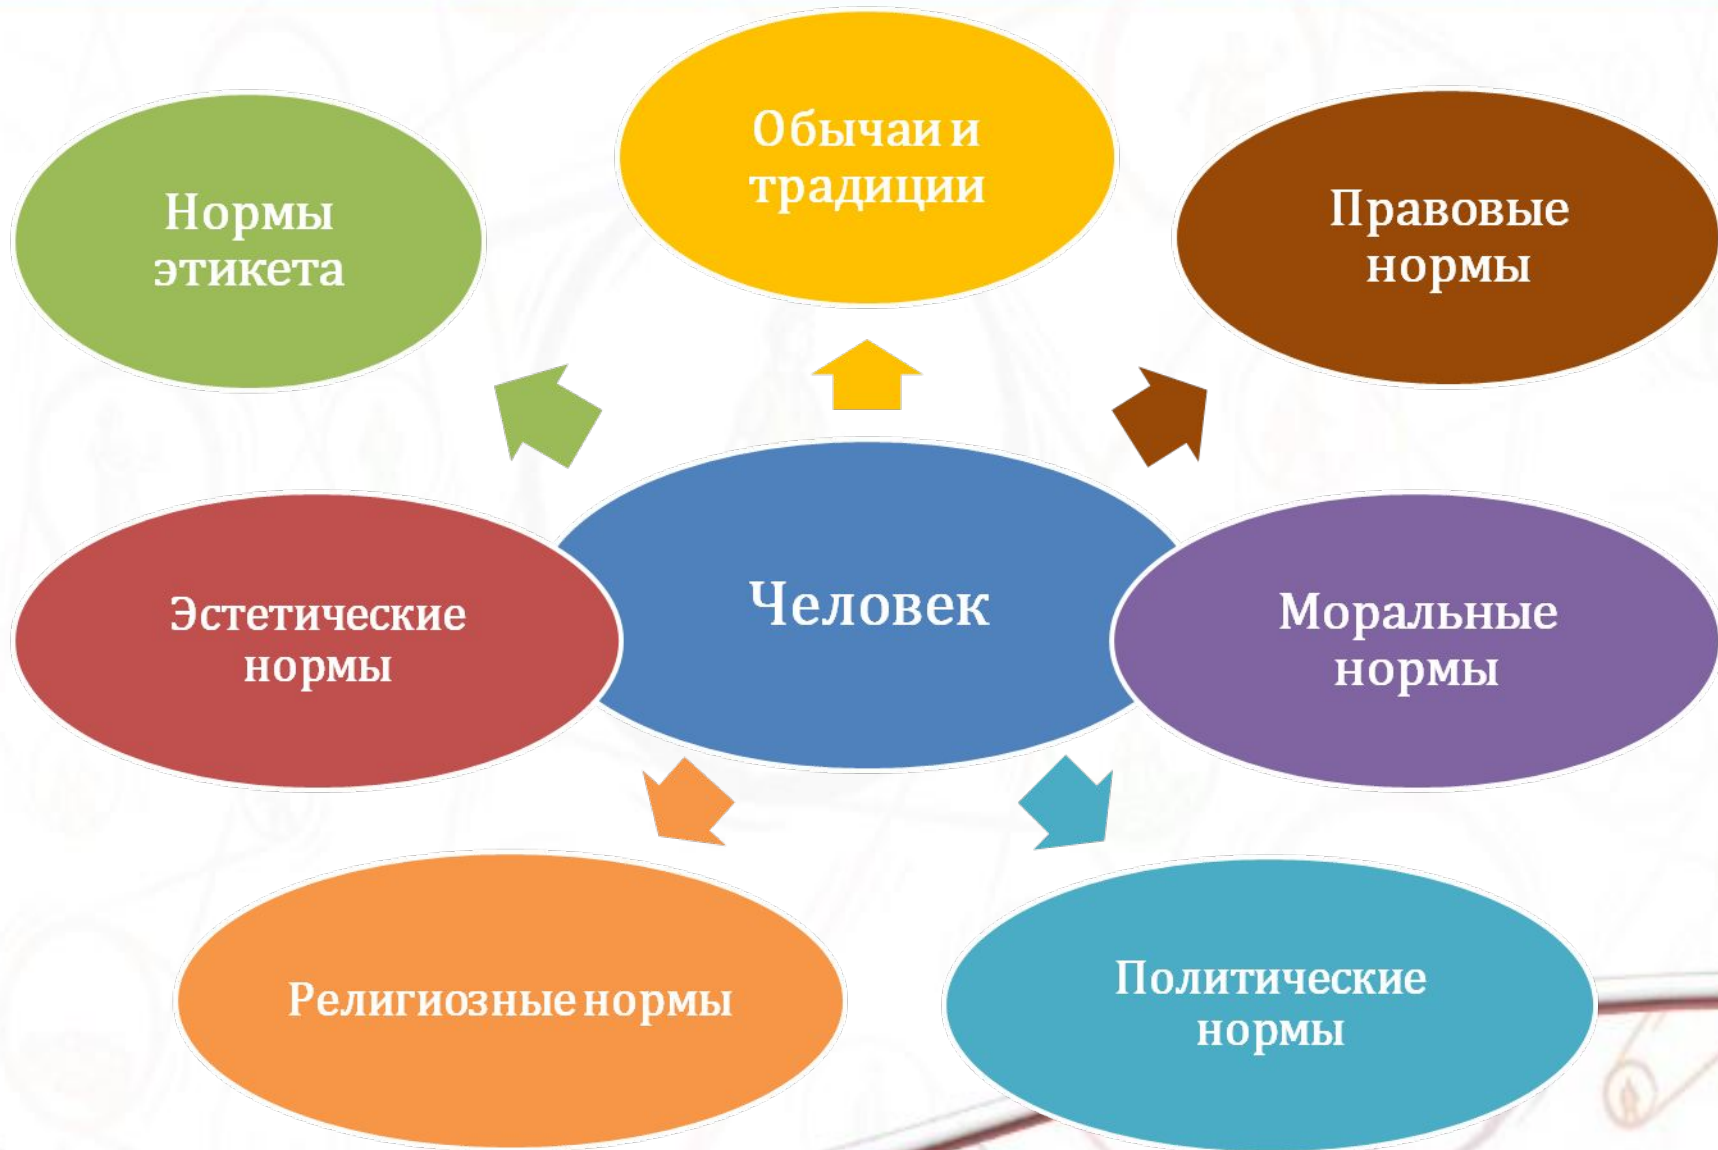 Обычаи и
традиции
Нормы
этикета
Правовые
нормы
Эстетические
нормы
Человек
Моральные
нормы
Религиозные нормы
Политические
нормы